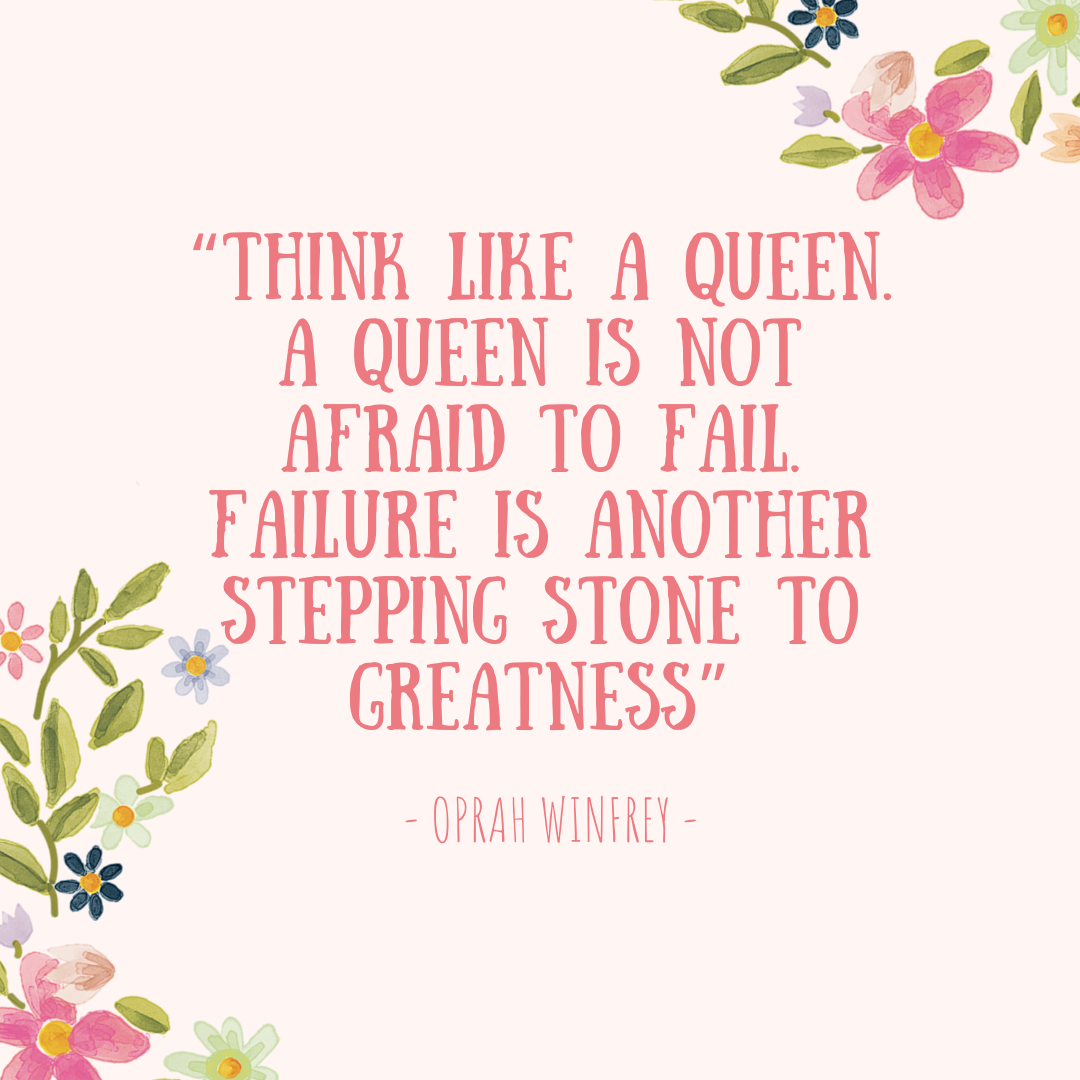 “THINK LIKE A QUEEN.
A QUEEN IS NOT
AFRAID TO FAIL.
FAILURE IS ANOTHER
STEPPING STONE TO
GREATNESS”
- OPRAH WINFREY -